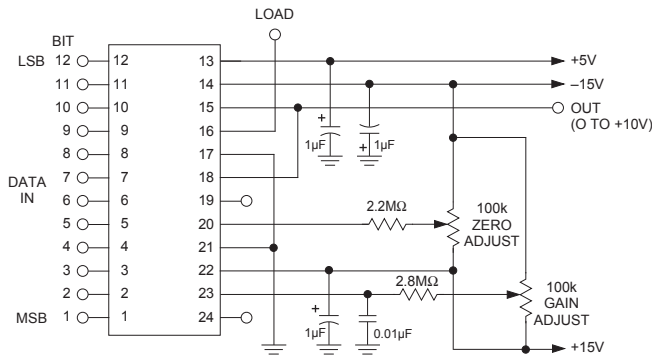 LOAD
BIT
LSB 12 12 13 +5V
11 11 14 –15V
10 10 15 OUT
(O TO +10V)
9 9 16
8 8 17
+ 1µF + 1µF
DATA IN
7 7 18
6 6 19
5 5 20 2.2MΩ 100k ZERO ADJUST
4 4 21
3 3 22
2 2 23 2.8MΩ 100k GAIN ADJUST
MSB 1 1 24
+ 1µF 0.01µF
+15V